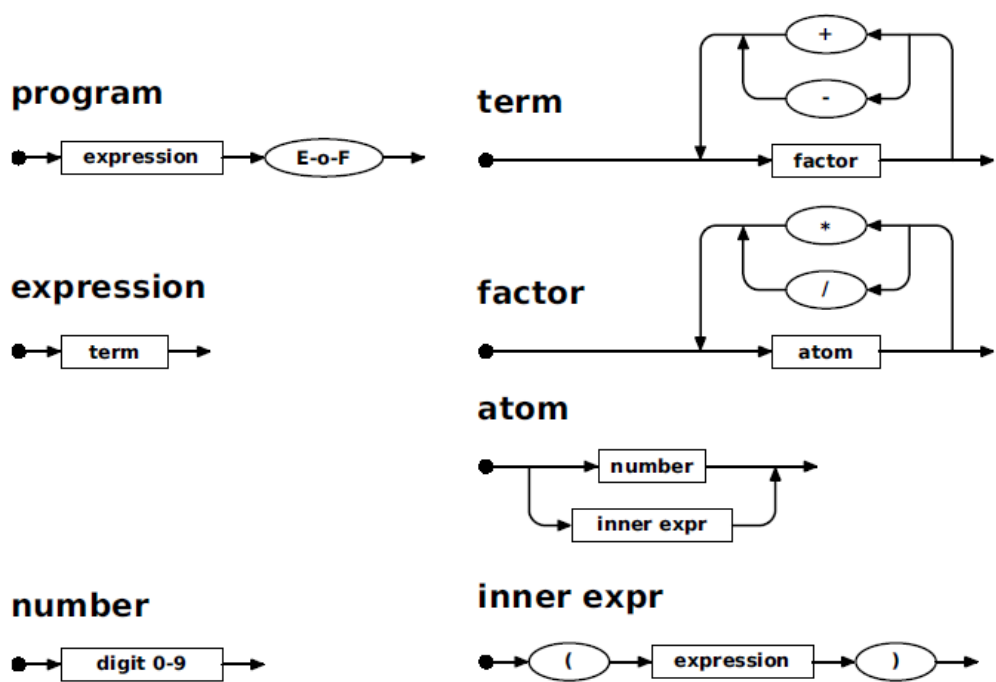 program
expression
E-o-F
term
+
-
factor
expression
term
factor
*
/
atom
atom
number
inner expr
number
digit 0-9
inner expr
(
expression
)